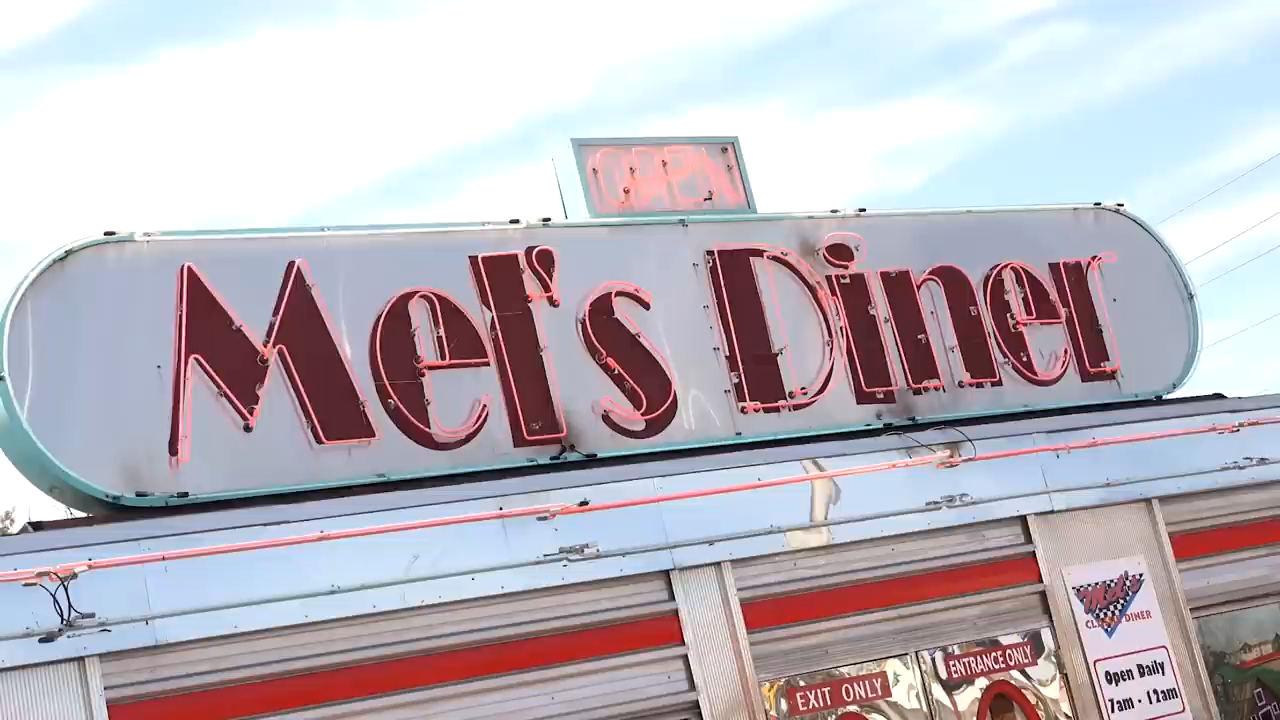 OPEN
Mel's Diner
Mel's
CLASSIC DINER
Open Daily
7am - 12am
ENTRANCE ONLY
EXIT ONLY